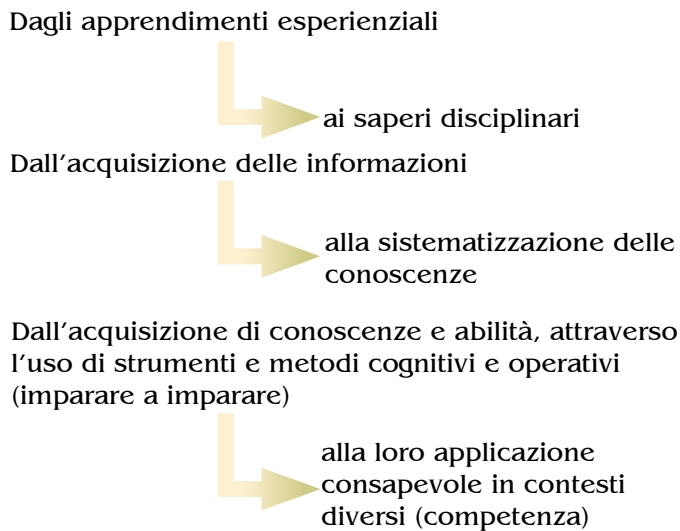 Dagli apprendimenti esperienziali
ai saperi disciplinari
Dall'acquisizione delle informazioni
alla sistematizzazione delle
conoscenze
Dall'acquisizione di conoscenze e abilità, attraverso
l'uso di strumenti e metodi cognitivi e operativi
(imparare a imparare)
alla loro applicazione
consapevole in contesti
diversi (competenza)